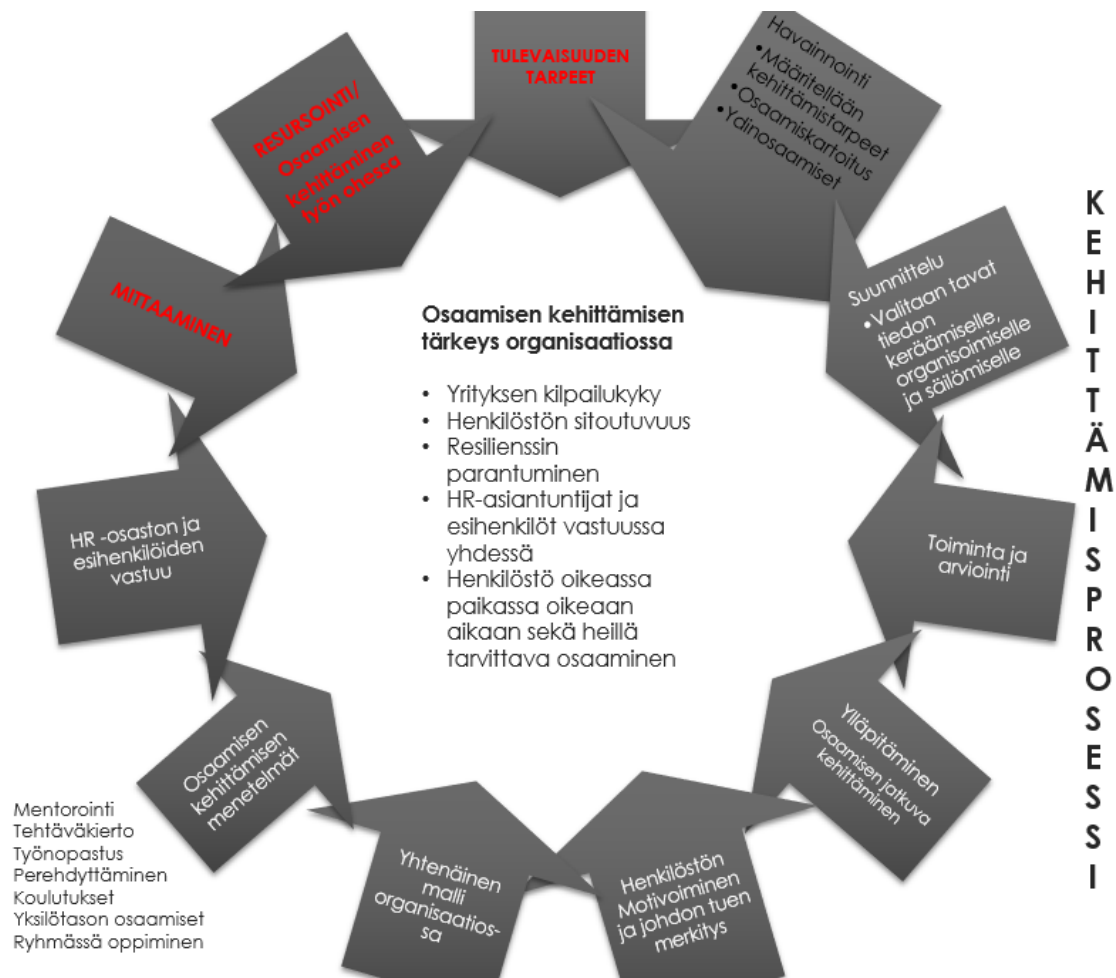 TULEVAISUUDEN
TARPEET
Havainnointi
•Määritellään
kehittämistarpeet
•Osaamiskartoitus
•Ydinosaamiset
Suunnittelu
•Valitaan tavat
tiedon
keräämiselle,
organisoimiselle
ja säilömiselle
Toiminta ja
arviointi
Ylläpitäminen
Osaamisen jatkuva
kehittäminen
Henkilöstön
Motivoiminen
ja johdon tuen
merkitys
Yhtenäinen
malli
organisaatios-
sa
Osaamisen
kehittämisen
menetelmät
Mentorointi
Tehtäväkierto
Työnopastus
Perehdyttäminen
Koulutukset
Yksilötason osaamiset
Ryhmässä oppiminen
HR -osaston ja
esihenkilöiden
vastuu
MITTAAMINEN
RESURSOINTI/
Osaamisen
kehittäminen
työn ohessa
Osaamisen kehittämisen
tärkeys organisaatiossa
• Yrityksen kilpailukyky
• Henkilöstön sitoutuvuus
• Resilienssin
parantuminen
• HR-asiantuntijat ja
esihenkilöt vastuussa
yhdessä
• Henkilöstö oikeassa
paikassa oikeaan
aikaan sekä heillä
tarvittava osaaminen
KEHITTÄMISPROSESSI